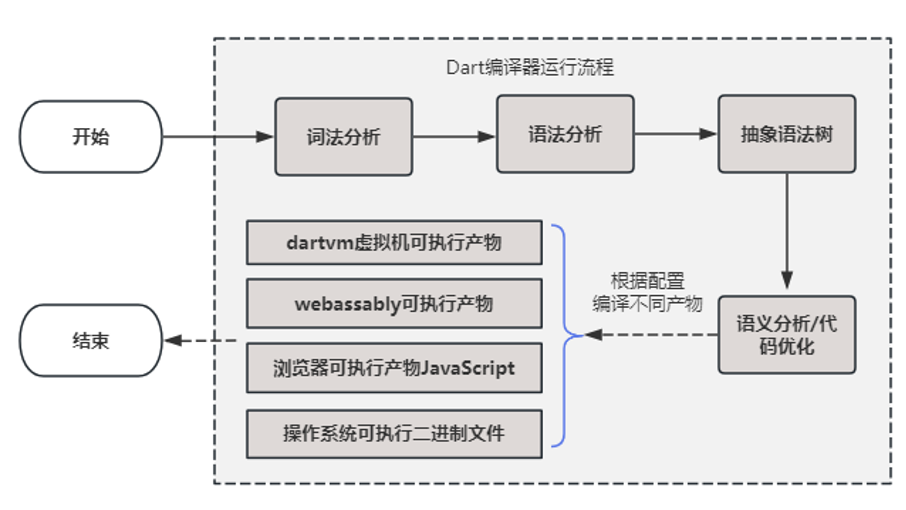 Dart编译器运行流程
开始
词法分析
语法分析
抽象语法树
dartvm虚拟机可执行产物
webassably可执行产物
浏览器可执行产物JavaScript
操作系统可执行二进制文件
根据配置
编译不同产物
语义分析/代
码优化
结束